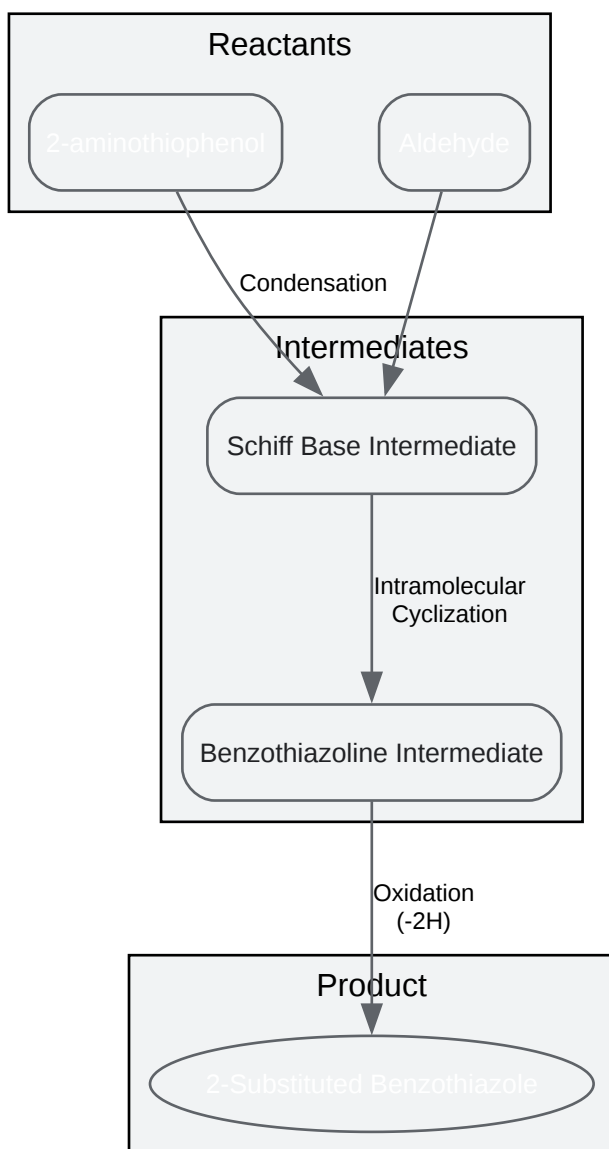 Reactants
2-aminothiophenol
Aldehyde
Condensation
Intermediates
Schiff Base Intermediate
Intramolecular
Cyclization
Benzothiazoline Intermediate
Oxidation
(-2H)
Product
2-Substituted Benzothiazole